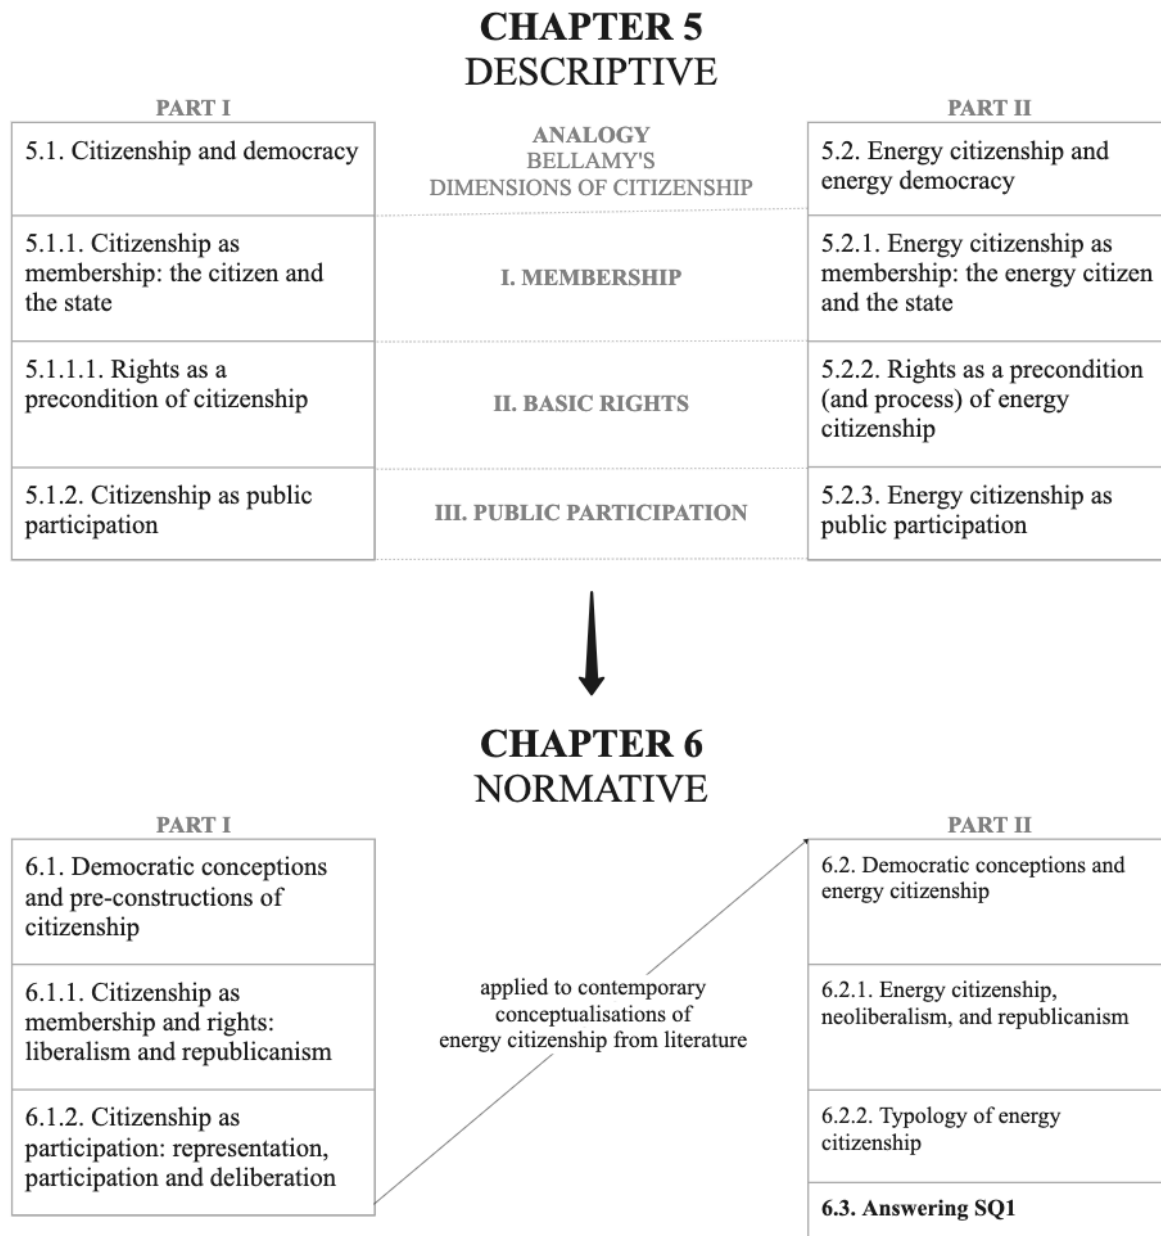 CHAPTER 5
DESCRIPTIVE
PART I
5.1. Citizenship and democracy
5.1.1. Citizenship as
membership: the citizen and
the state
5.1.1.1. Rights as a
precondition of citizenship
5.1.2. Citizenship as public
participation
ANALOGY
BELLAMY'S
DIMENSIONS OF CITIZENSHIP
I. MEMBERSHIP
II. BASIC RIGHTS
III. PUBLIC PARTICIPATION
PART II
5.2. Energy citizenship and
energy democracy
5.2.1. Energy citizenship as
membership: the energy citizen
and the state
5.2.2. Rights as a precondition
(and process) of energy
citizenship
5.2.3. Energy citizenship as
public participation
CHAPTER 6
NORMATIVE
PART I
6.1. Democratic conceptions
and pre-constructions of
citizenship
6.1.1. Citizenship as
membership and rights:
liberalism and republicanism
6.1.2. Citizenship as
participation: representation,
participation and deliberation
applied to contemporary
conceptualisations of
energy citizenship from literature
PART II
6.2. Democratic conceptions and
energy citizenship
6.2.1. Energy citizenship,
neoliberalism, and republicanism
6.2.2. Typology of energy
citizenship
6.3. Answering SQ1